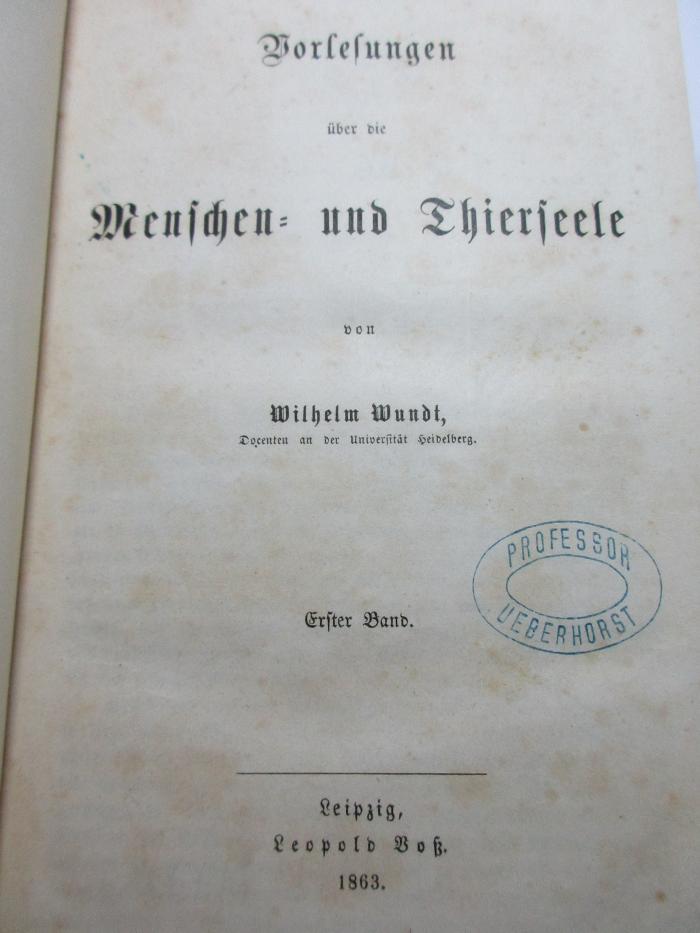 Vorlesungen
über die
Menschen- und Thierseele
von
Wilhelm Wundt,
Docenten an der Universität Heidelberg.
PROFESSOR
UEBERHORST
Erster Band.
Leipzig,
Leopold Voß.
1863.